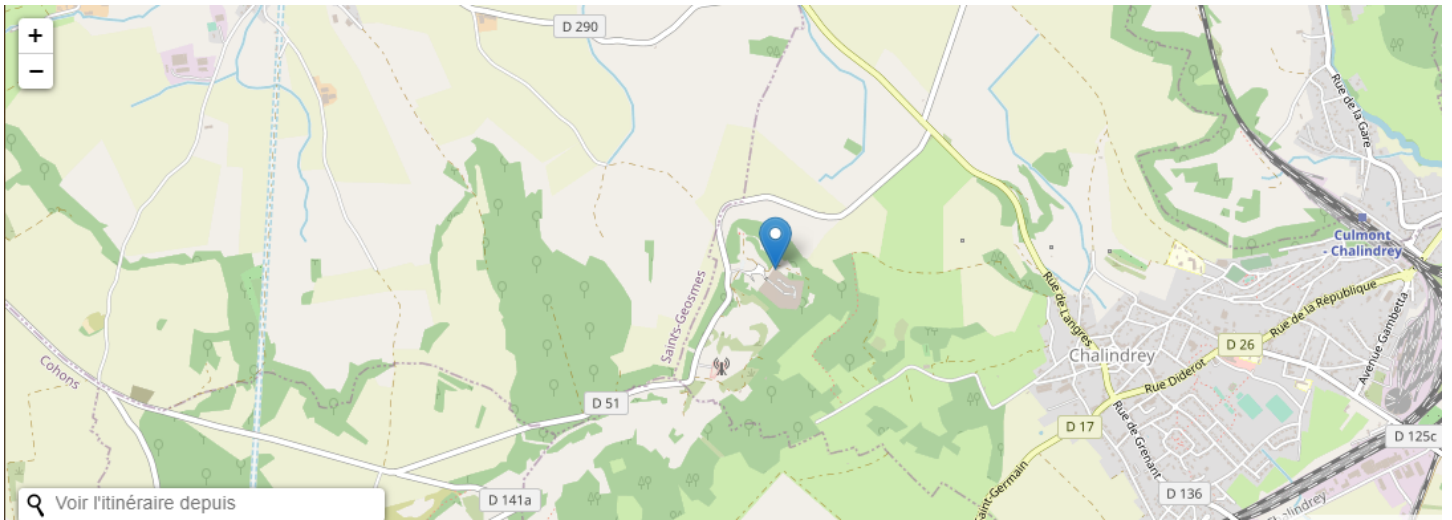 +
−
D 290
Rue de la Gare
Culmont
- Chalindrey
Saints-Geosmes
Rue de Langres
Rue de la République
Avenue Gambetta
D 26
Chalindrey
Cohons
Rue Diderot
D 51
D 17
Rue de Grenant
D 125c
Saint-Germain
D 141a
D 136
Chalindrey
Voir l'itinéraire depuis